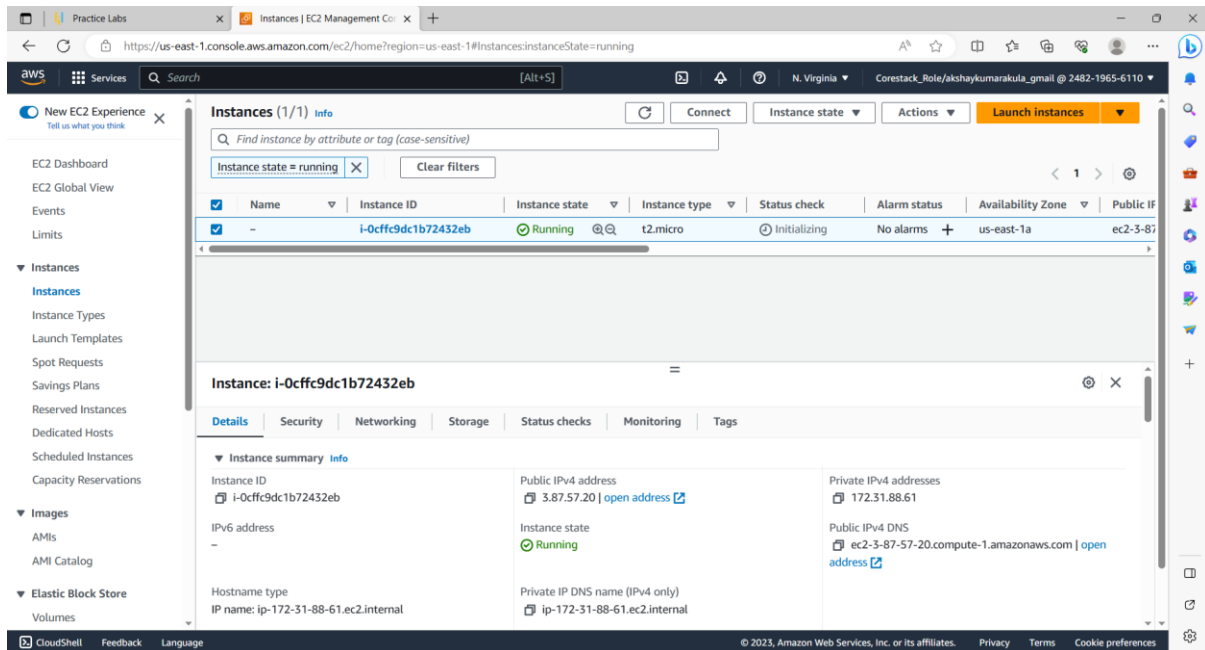 Practice Labs
Instances | EC2 Management Con
https://us-east-1.console.aws.amazon.com/ec2/home?region=us-east-1#Instances:instanceState=running
aws Services Search [Alt+S] N. Virginia Corestack_Role/akshaykumarakula_gmail @ 2482-1965-6110
New EC2 Experience
Tell us what you think
EC2 Dashboard
EC2 Global View
Events
Limits
Instances
Instances
Instance Types
Launch Templates
Spot Requests
Savings Plans
Reserved Instances
Dedicated Hosts
Scheduled Instances
Capacity Reservations
Images
AMIs
AMI Catalog
Elastic Block Store
Volumes
Instances (1/1) Info Connect Instance state Actions Launch instances
Find instance by attribute or tag (case-sensitive)
Instance state = running Clear filters
1
Name Instance ID Instance state Instance type Status check Alarm status Availability Zone Public IP
– i-0cffc9dc1b72432eb Running t2.micro Initializing No alarms + us-east-1a ec2-3-87
Instance: i-0cffc9dc1b72432eb
Details Security Networking Storage Status checks Monitoring Tags
Instance summary Info
Instance ID
i-0cffc9dc1b72432eb
Public IPv4 address
3.87.57.20 | open address
Private IPv4 addresses
172.31.88.61
IPv6 address
–
Instance state
Running
Public IPv4 DNS
ec2-3-87-57-20.compute-1.amazonaws.com | open
address
Hostname type
IP name: ip-172-31-88-61.ec2.internal
Private IP DNS name (IPv4 only)
ip-172-31-88-61.ec2.internal
CloudShell Feedback Language © 2023, Amazon Web Services, Inc. or its affiliates. Privacy Terms Cookie preferences